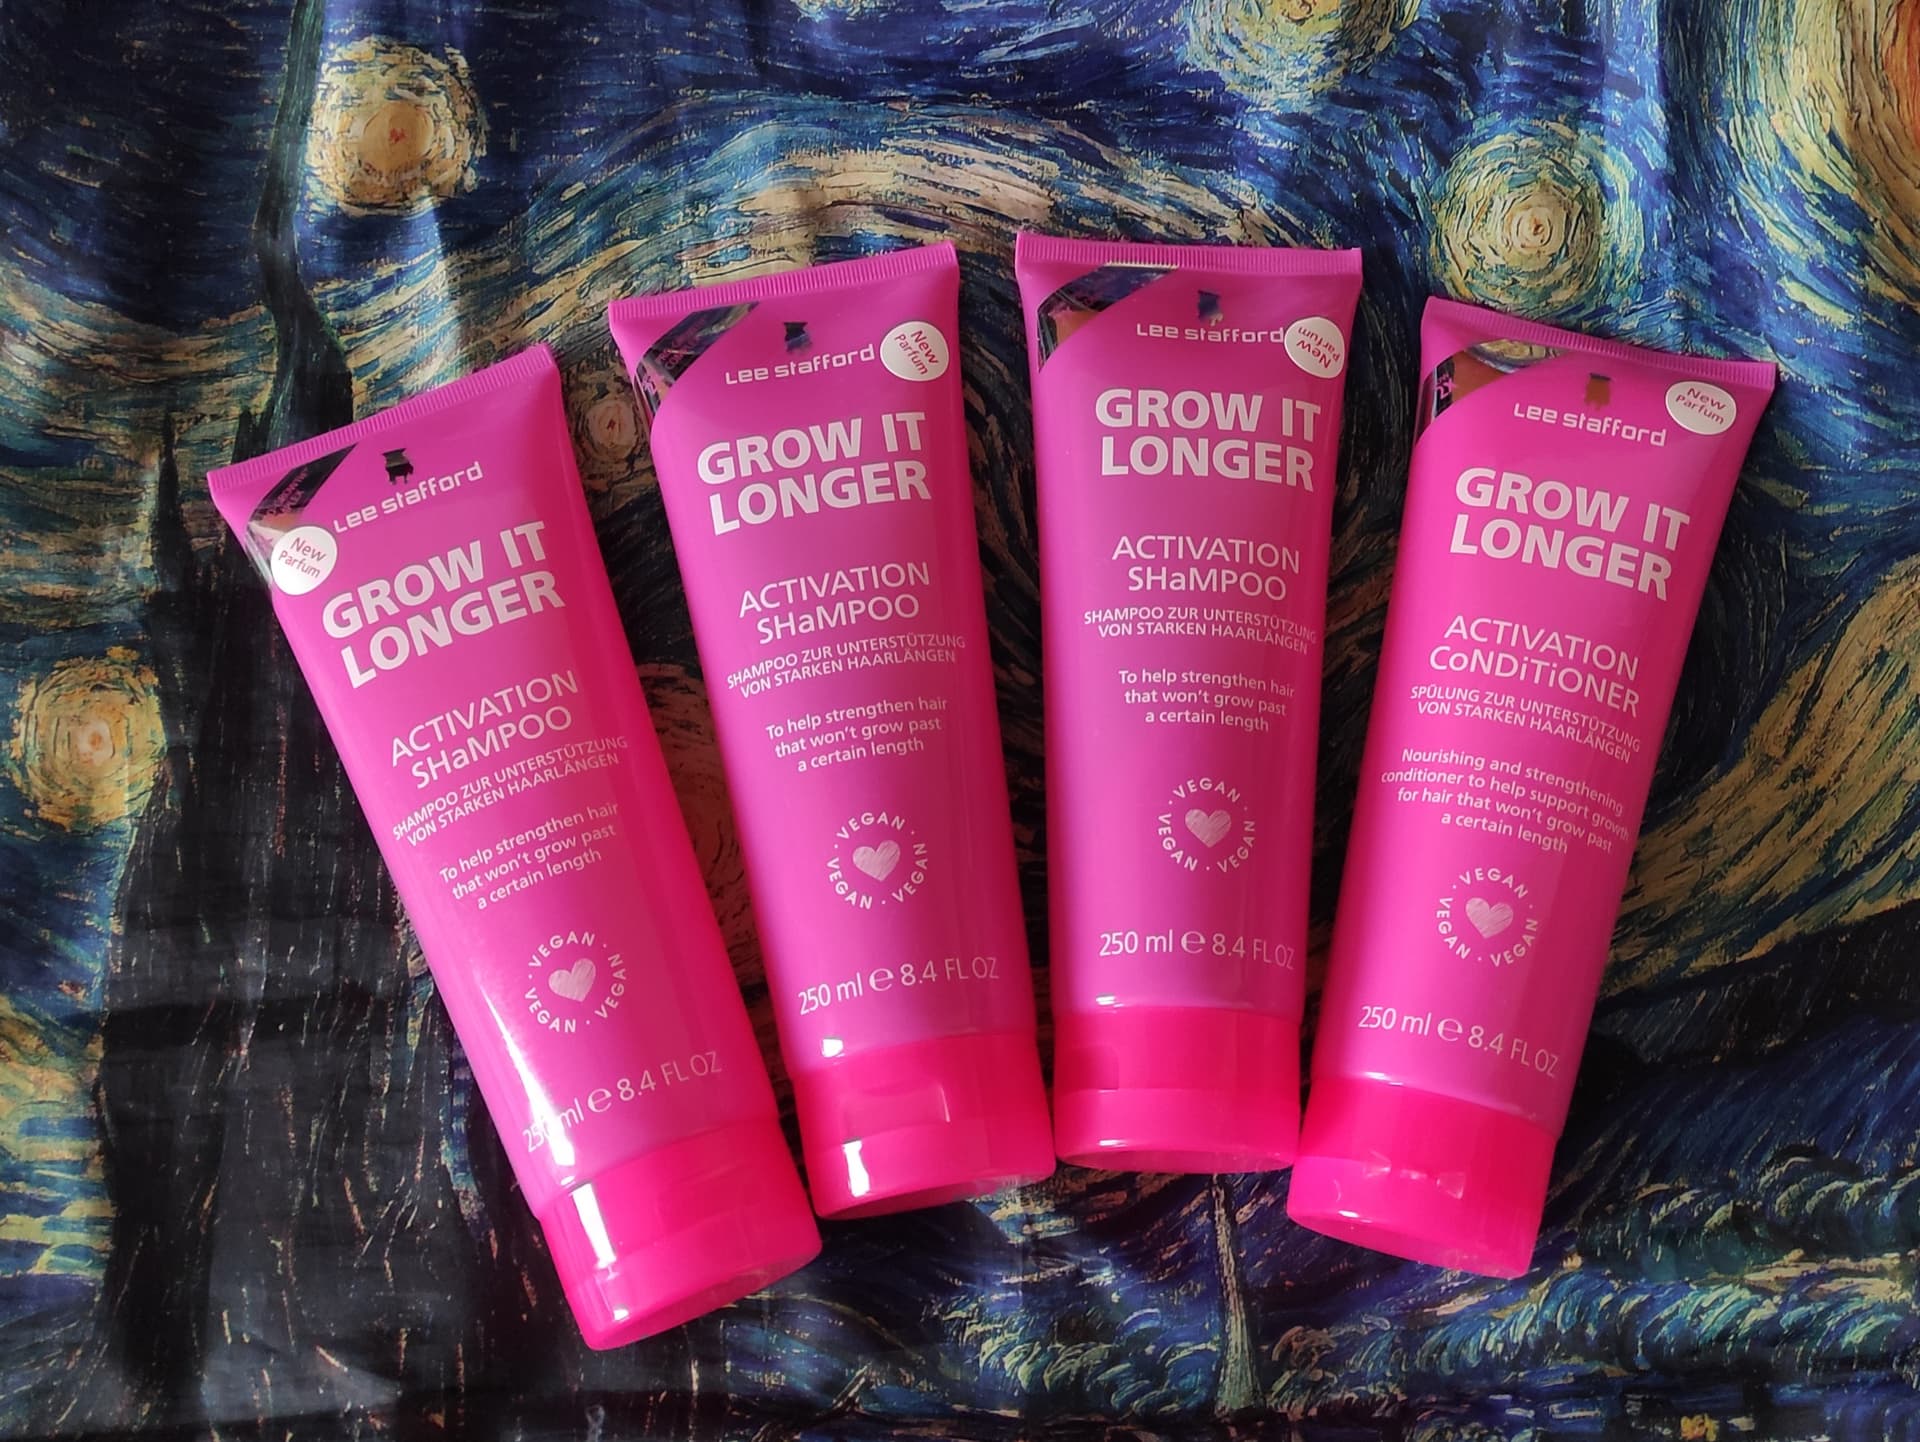 Lee stafford
New
Parfum
GROW IT
LONGER
ACTIVATION
SHaMPOO
SHAMPOO ZUR UNTERSTÜTZUNG
VON STARKEN HAARLÄNGEN
To help strengthen hair
that won't grow past
a certain length
VEGAN · VEGAN · VEGAN ·
250 ml e 8.4 FL OZ
Lee stafford
New
Parfum
GROW IT
LONGER
ACTIVATION
SHaMPOO
SHAMPOO ZUR UNTERSTÜTZUNG
VON STARKEN HAARLÄNGEN
To help strengthen hair
that won't grow past
a certain length
VEGAN · VEGAN · VEGAN ·
250 ml e 8.4 FL OZ
Lee stafford
New
Parfum
GROW IT
LONGER
ACTIVATION
SHaMPOO
SHAMPOO ZUR UNTERSTÜTZUNG
VON STARKEN HAARLÄNGEN
To help strengthen hair
that won't grow past
a certain length
VEGAN · VEGAN · VEGAN ·
250 ml e 8.4 FL OZ
Lee stafford
New
Parfum
GROW IT
LONGER
ACTIVATION
CoNDiTiONER
SPÜLUNG ZUR UNTERSTÜTZUNG
VON STARKEN HAARLÄNGEN
Nourishing and strengthening
conditioner to help support growth
for hair that won't grow past
a certain length
VEGAN · VEGAN · VEGAN ·
250 ml e 8.4 FL OZ